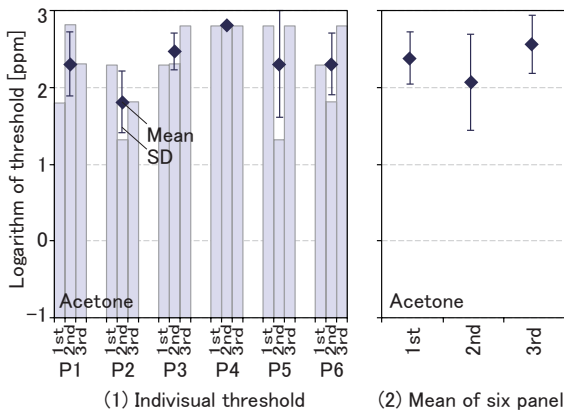 Logarithm of threshold [ppm]
3
2
1
0
−1
Mean
SD
Acetone
1st 2nd 3rd 1st 2nd 3rd 1st 2nd 3rd 1st 2nd 3rd 1st 2nd 3rd 1st 2nd 3rd
P1 P2 P3 P4 P5 P6
(1) Indivisual threshold
Acetone
1st 2nd 3rd
(2) Mean of six panel